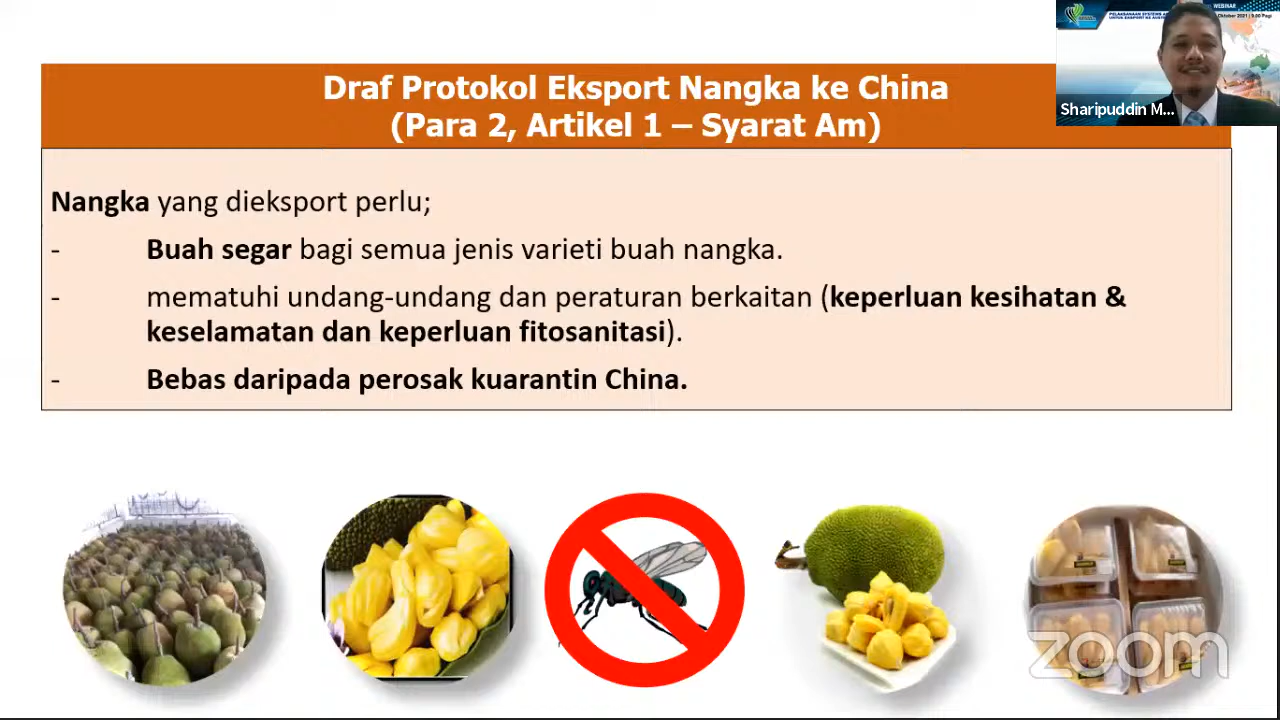 Draf Protokol Eksport Nangka ke China
(Para 2, Artikel 1 – Syarat Am)
WEBINAR
Sharipuddin M...
Nangka yang dieksport perlu;
- Buah segar bagi semua jenis varieti buah nangka.
- mematuhi undang-undang dan peraturan berkaitan (keperluan kesihatan &
keselamatan dan keperluan fitosanitasi).
- Bebas daripada perosak kuarantin China.
zoom